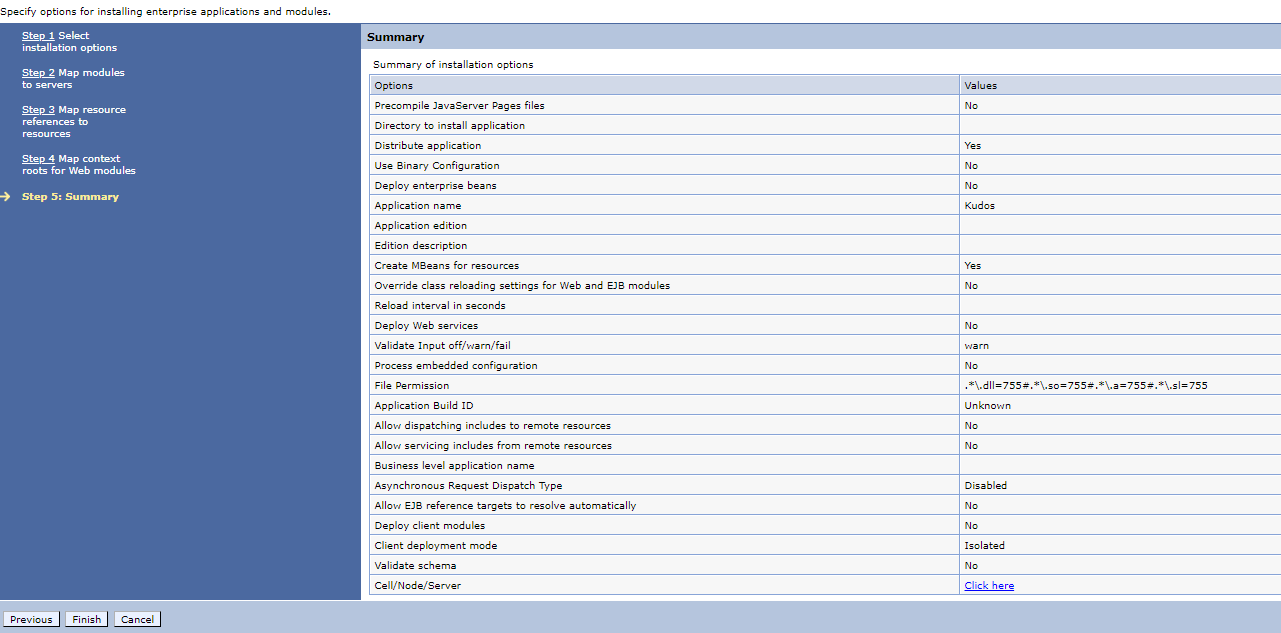 Specify options for installing enterprise applications and modules.
Step 1 Select
installation options
Step 2 Map modules
to servers
Step 3 Map resource
references to
resources
Step 4 Map context
roots for Web modules
Step 5: Summary
Summary
Summary of installation options
Options Values
Precompile JavaServer Pages files No
Directory to install application
Distribute application Yes
Use Binary Configuration No
Deploy enterprise beans No
Application name Kudos
Application edition
Edition description
Create MBeans for resources Yes
Override class reloading settings for Web and EJB modules No
Reload interval in seconds
Deploy Web services No
Validate Input off/warn/fail warn
Process embedded configuration No
File Permission .*\.dll=755#.*\.so=755#.*\.a=755#.*\.sl=755
Application Build ID Unknown
Allow dispatching includes to remote resources No
Allow servicing includes from remote resources No
Business level application name
Asynchronous Request Dispatch Type Disabled
Allow EJB reference targets to resolve automatically No
Deploy client modules No
Client deployment mode Isolated
Validate schema No
Cell/Node/Server Click here
Previous Finish Cancel